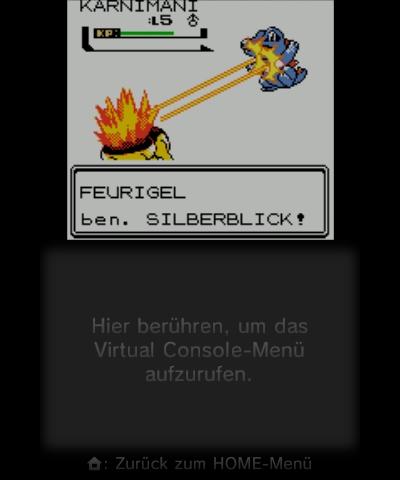 KARNIMANI
:L5 ♂
KP:
FEURIGEL
ben. SILBERBLICK!
Hier berühren, um das
Virtual Console-Menü
aufzurufen.
: Zurück zum HOME-Menü